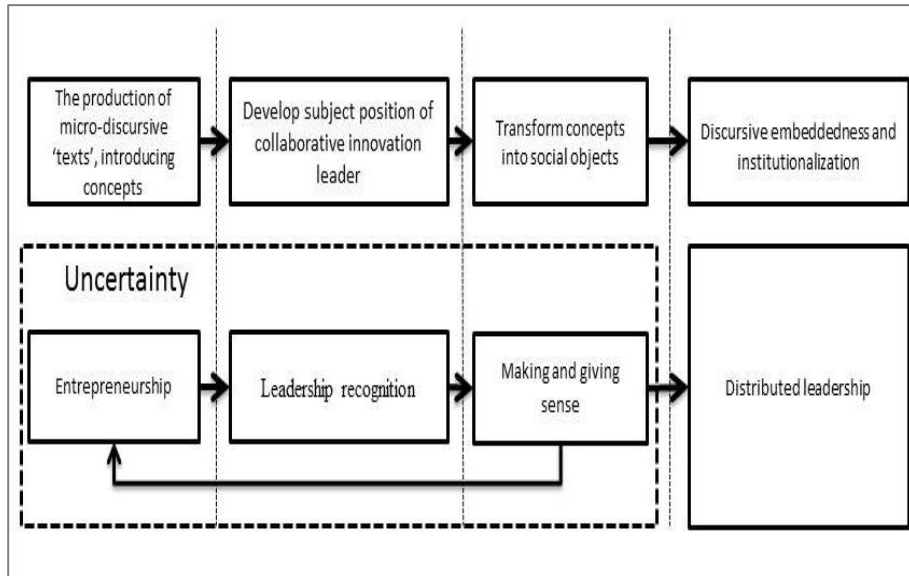 The production of
micro-discursive
‘texts’, introducing
concepts
Develop subject position of
collaborative innovation
leader
Transform concepts
into social objects
Discursive embeddedness and
institutionalization
Uncertainty
Entrepreneurship
Leadership recognition
Making and giving
sense
Distributed leadership